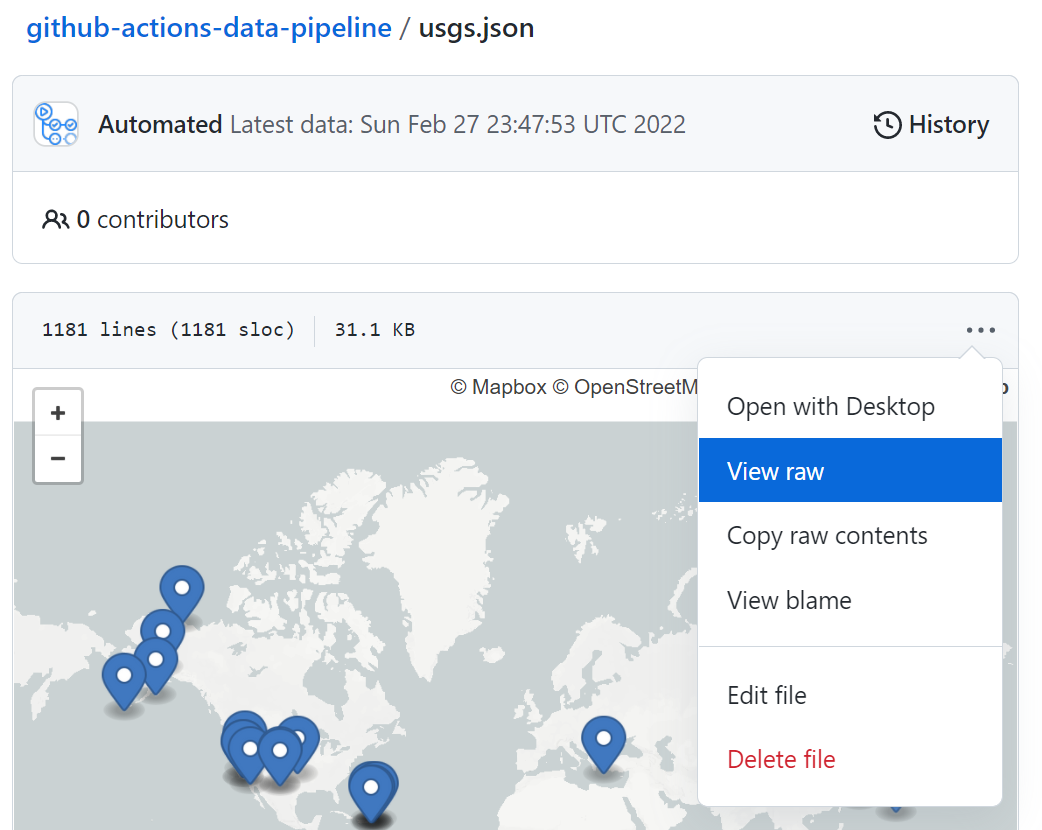 github-actions-data-pipeline / usgs.json
Automated Latest data: Sun Feb 27 23:47:53 UTC 2022
History
0 contributors
1181 lines (1181 sloc)
31.1 KB
+
−
© Mapbox © OpenStreetM
Open with Desktop
View raw
Copy raw contents
View blame
Edit file
Delete file